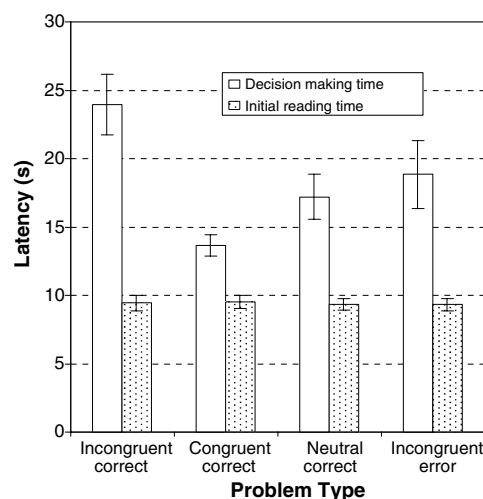 30
25
20
15
10
5
0
Latency (s)
Decision making time
Initial reading time
Incongruent
correct
Congruent
correct
Neutral
correct
Incongruent
error
Problem Type